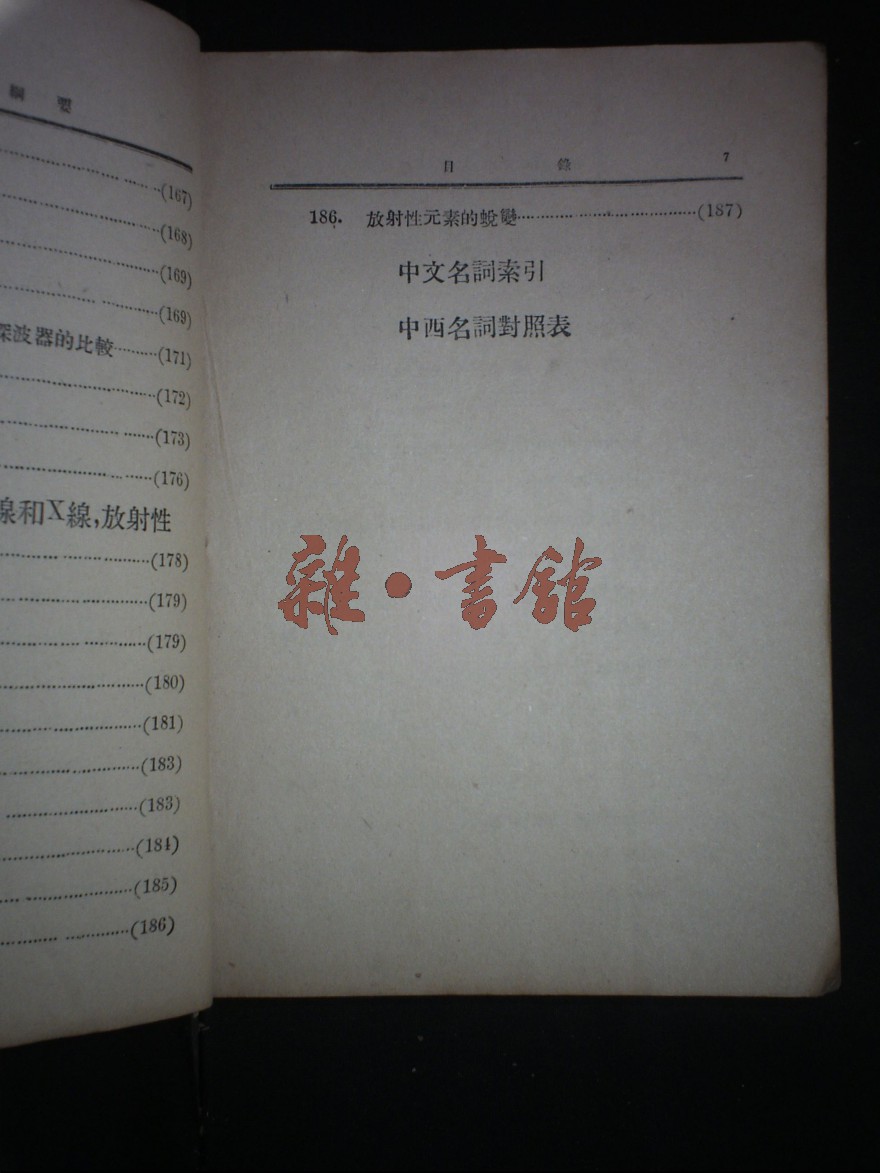 綱 要
(167)
(168)
(169)
(169)
波器的比較………(171)
(172)
(173)
(176)
線和X線,放射性
(178)
(179)
(179)
(180)
(181)
(183)
(183)
(184)
(185)
(186)
目 錄 7
186. 放射性元素的蛻變………(187)
中文名詞索引
中西名詞對照表
雜·書館